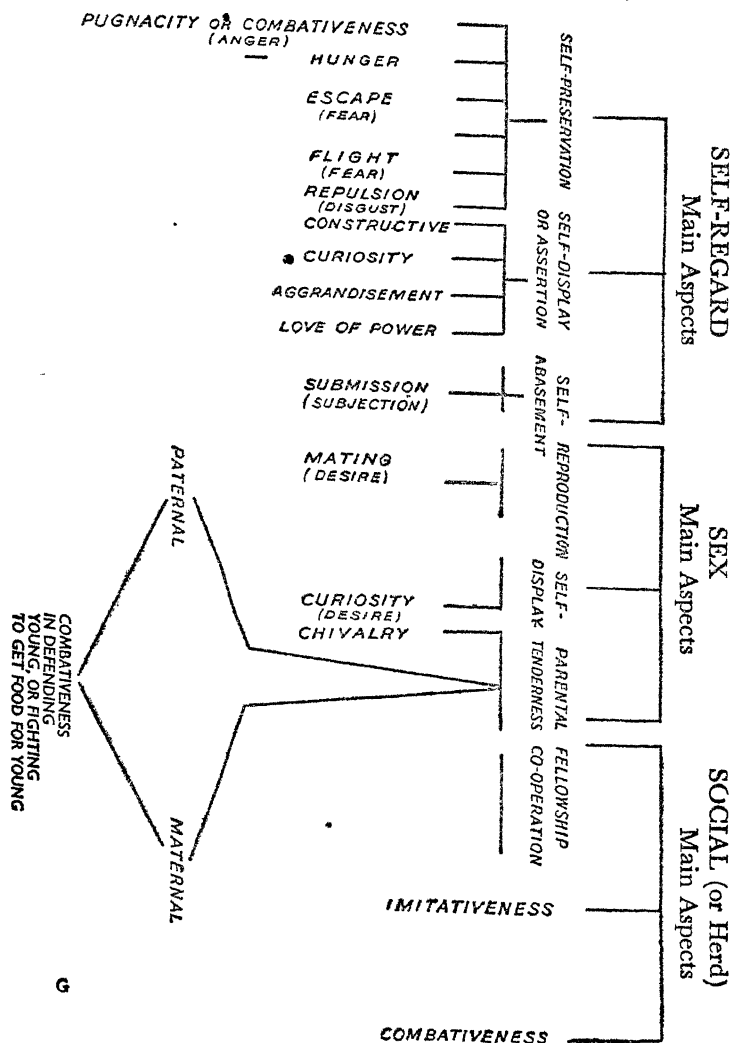 SELF-REGARD
Main Aspects
SELF-PRESERVATION
PUGNACITY OR COMBATIVENESS
(ANGER)
HUNGER
ESCAPE
(FEAR)
FLIGHT
(FEAR)
REPULSION
(DISGUST)
SELF-DISPLAY
OR ASSERTION
CONSTRUCTIVE
CURIOSITY
AGGRANDISEMENT
LOVE OF POWER
SELF-
ABASEMENT
SUBMISSION
(SUBJECTION)
SEX
Main Aspects
REPRODUCTION
MATING
(DESIRE)
SELF-
DISPLAY
CURIOSITY
(DESIRE)
PARENTAL
TENDERNESS
CHIVALRY
PATERNAL
MATERNAL
COMBATIVENESS
IN DEFENDING
YOUNG, OR FIGHTING
TO GET FOOD FOR YOUNG
SOCIAL (or Herd)
Main Aspects
FELLOWSHIP
CO-OPERATION
IMITATIVENESS
COMBATIVENESS
G